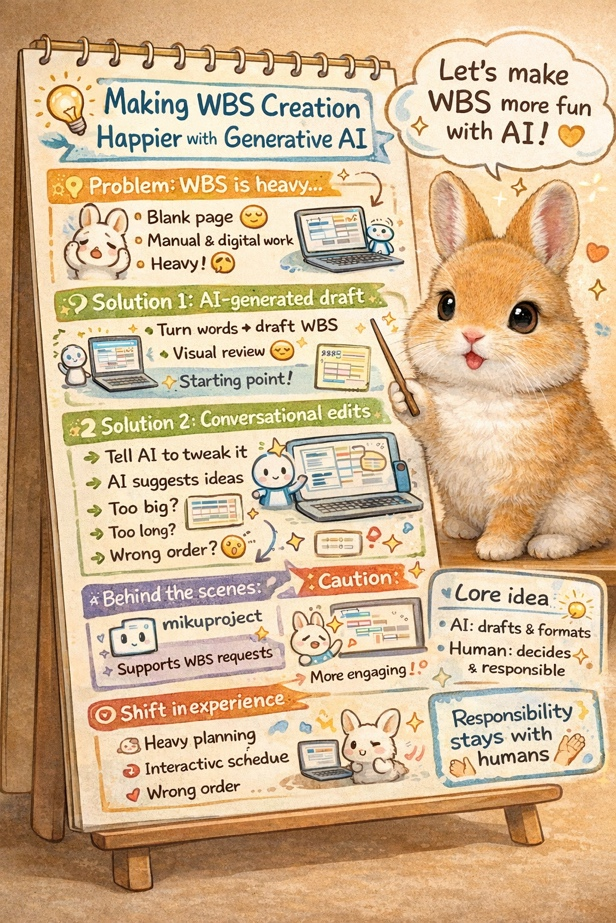 Making WBS Creation
Happier with Generative AI
Let's make
WBS more fun
with AI!
Problem: WBS is heavy...
Blank page
Manual & digital work
Heavy!
Solution 1: AI-generated draft
Turn words → draft WBS
Visual review
Starting point!
2 Solution 2: Conversational edits
Tell AI to tweak it
AI suggests ideas
Too big?
Too long?
Wrong order?
Behind the scenes:
mikuproject
Supports WBS requests
Caution:
More engaging!
Lore idea
AI: drafts & formats
Human: decides
& responsible
Shift in experience
Heavy planning
Interactivc schedue
Wrong order
Responsibility
stays with
humans